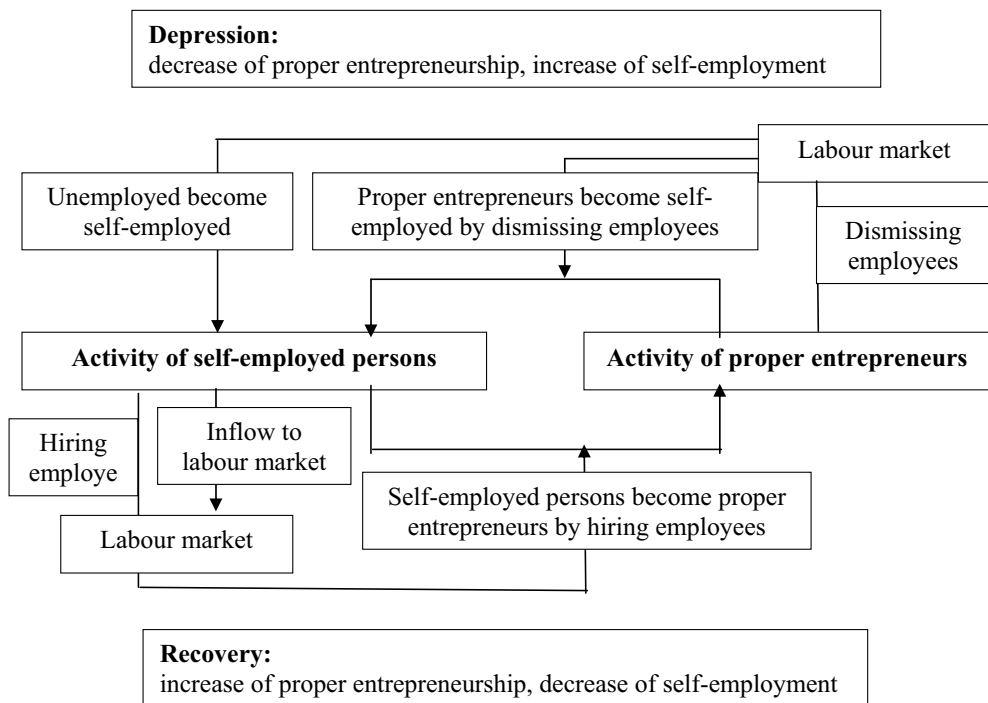 Depression:
decrease of proper entrepreneurship, increase of self-employment
Labour market
Unemployed become
self-employed
Proper entrepreneurs become self-
employed by dismissing employees
Dismissing
employees
Activity of self-employed persons
Activity of proper entrepreneurs
Hiring
employe
Inflow to
labour market
Self-employed persons become proper
entrepreneurs by hiring employees
Labour market
Recovery:
increase of proper entrepreneurship, decrease of self-employment